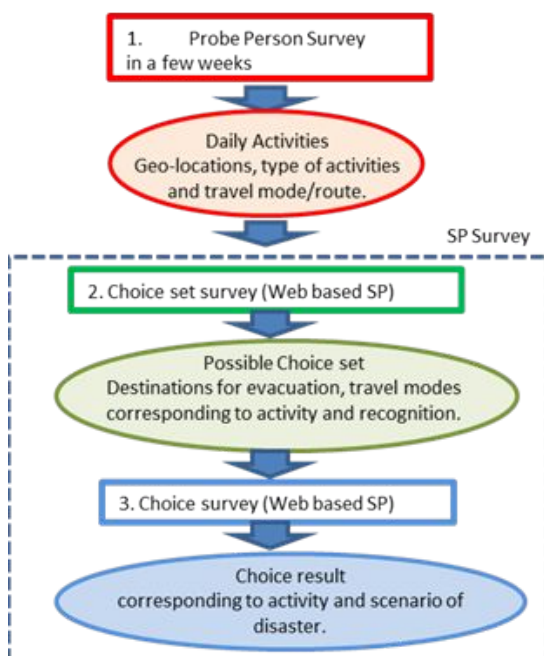 1. Probe Person Survey
in a few weeks
Daily Activities
Geo-locations, type of activities
and travel mode/route.
SP Survey
2. Choice set survey (Web based SP)
Possible Choice set
Destinations for evacuation, travel modes
corresponding to activity and recognition.
3. Choice survey (Web based SP)
Choice result
corresponding to activity and scenario of
disaster.